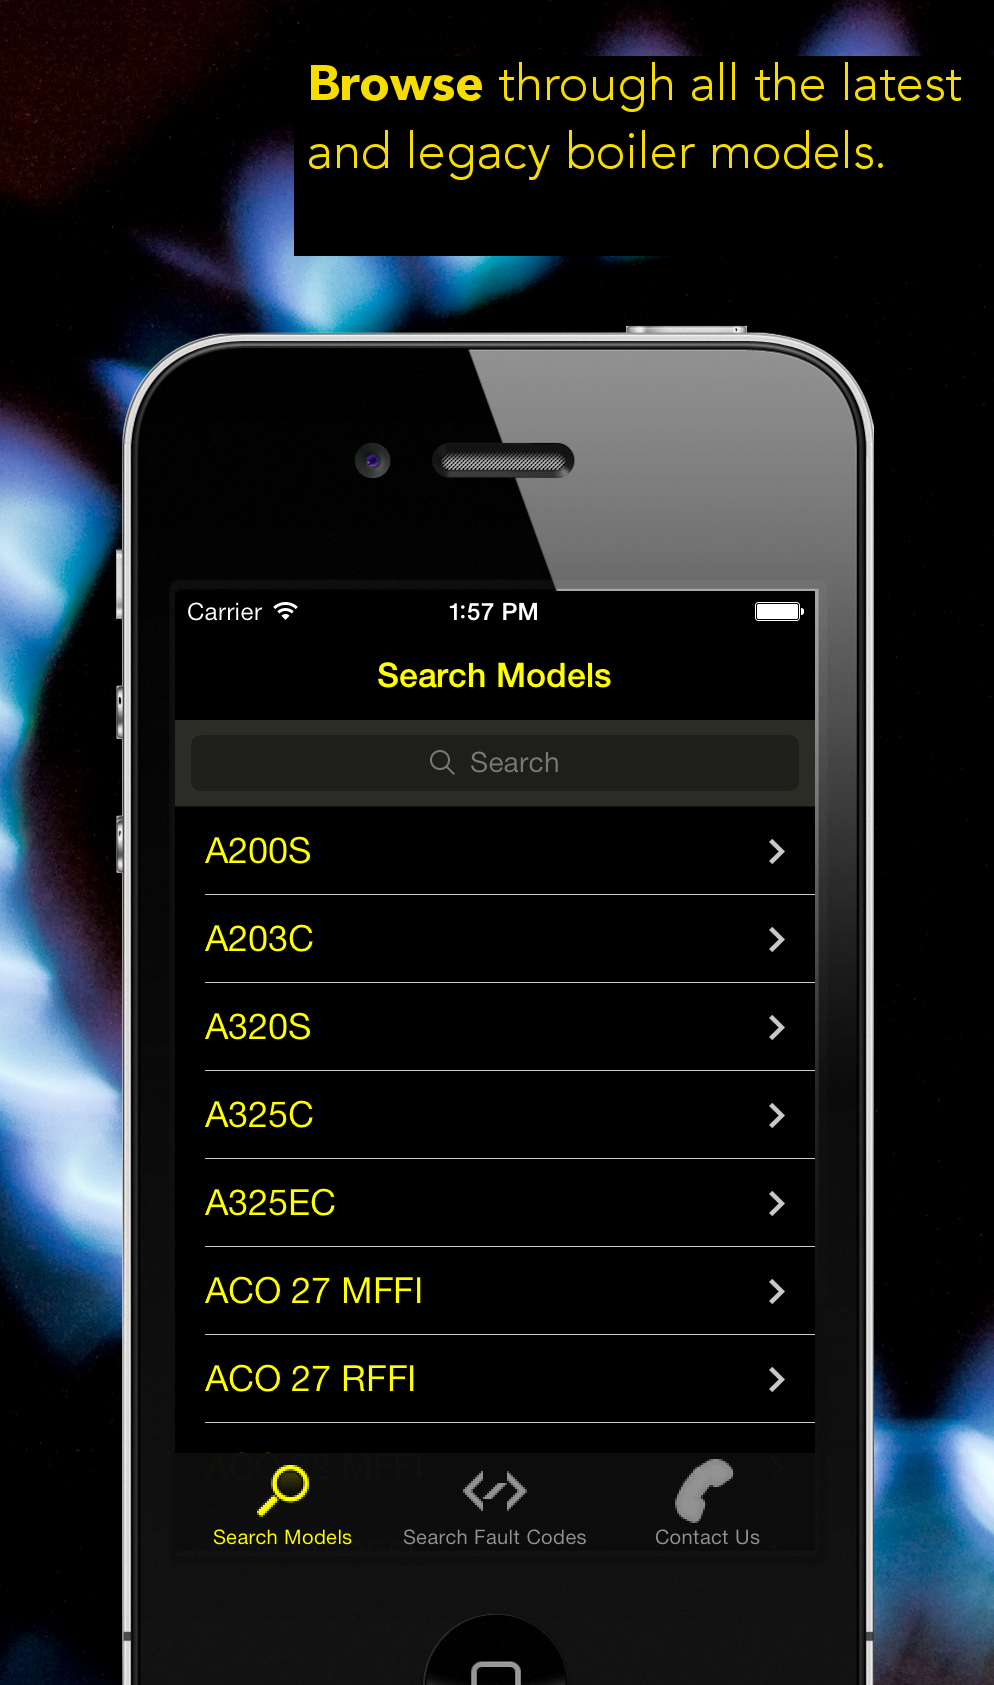 Browse through all the latest
and legacy boiler models.
Carrier 1:57 PM
Search Models
Search
A200S
A203C
A320S
A325C
A325EC
ACO 27 MFFI
ACO 27 RFFI
Search Models Search Fault Codes Contact Us